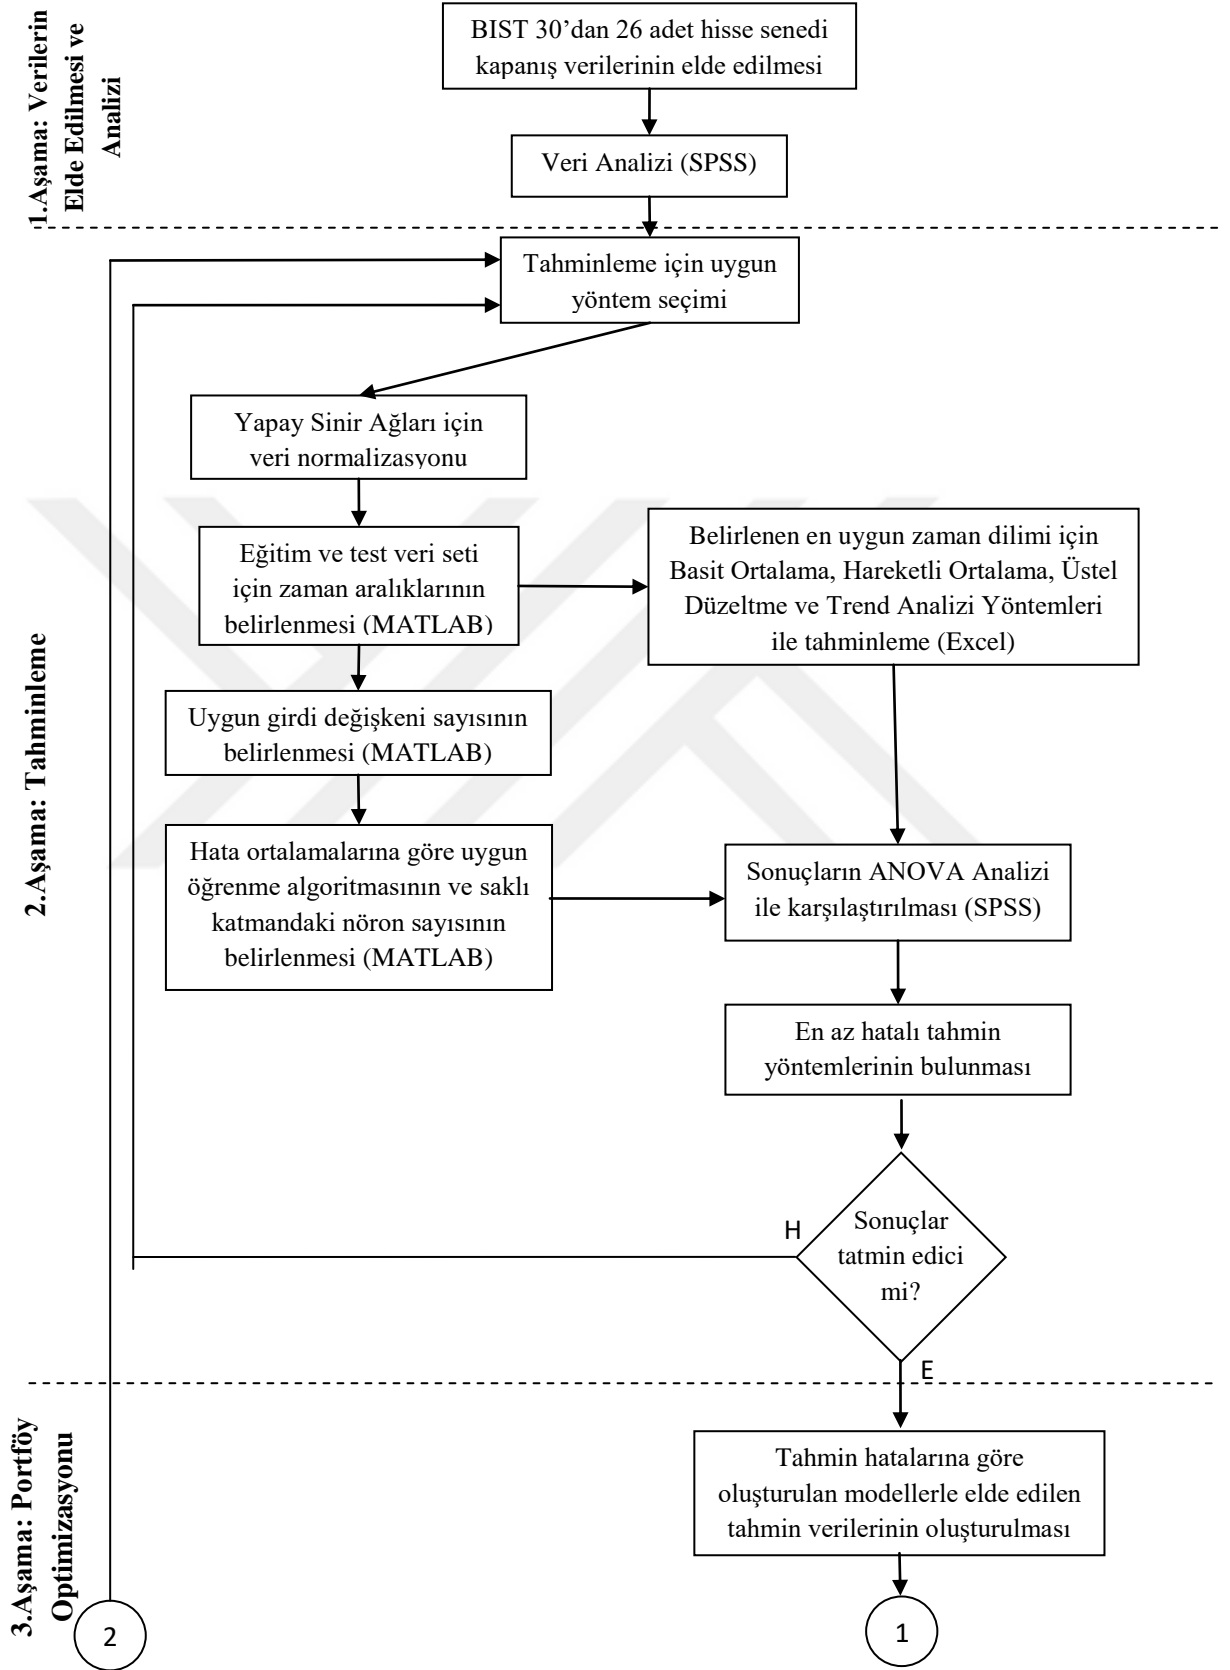 1.Aşama: Verilerin
Elde Edilmesi ve
Analizi
BIST 30’dan 26 adet hisse senedi
kapanış verilerinin elde edilmesi
Veri Analizi (SPSS)
2.Aşama: Tahminleme
Tahminleme için uygun
yöntem seçimi
Yapay Sinir Ağları için
veri normalizasyonu
Eğitim ve test veri seti
için zaman aralıklarının
belirlenmesi (MATLAB)
Belirlenen en uygun zaman dilimi için
Basit Ortalama, Hareketli Ortalama, Üstel
Düzeltme ve Trend Analizi Yöntemleri
ile tahminleme (Excel)
Uygun girdi değişkeni sayısının
belirlenmesi (MATLAB)
Hata ortalamalarına göre uygun
öğrenme algoritmasının ve saklı
katmandaki nöron sayısının
belirlenmesi (MATLAB)
Sonuçların ANOVA Analizi
ile karşılaştırılması (SPSS)
En az hatalı tahmin
yöntemlerinin bulunması
Sonuçlar
tatmin edici
mi?
H
E
3.Aşama: Portföy
Optimizasyonu
Tahmin hatalarına göre
oluşturulan modellerle elde edilen
tahmin verilerinin oluşturulması
2
1